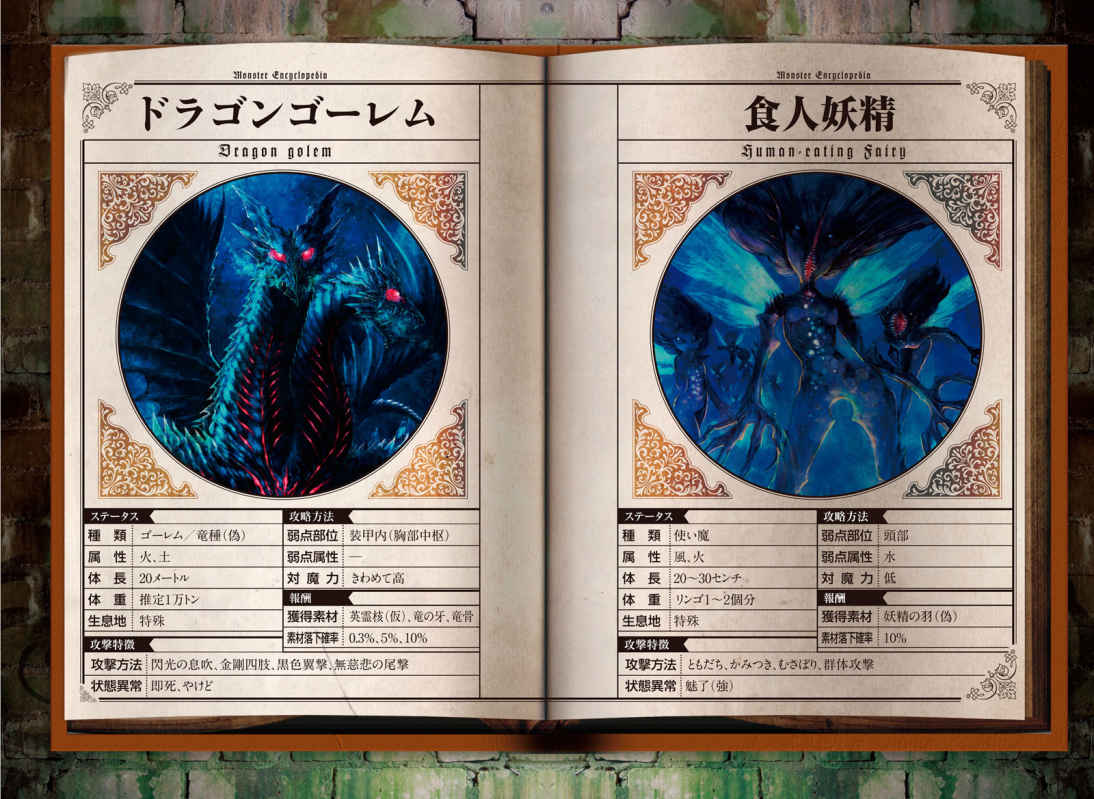 Monster Encyclopedia
ドラゴンゴーレム
Dragon golem
ステータス
種類 ゴーレム／竜種(偽)
属性 火、土
体長 20メートル
体重 推定1万トン
生息地 特殊
攻略方法
弱点部位 装甲内(胸部中枢)
弱点属性 ―
対魔力 きわめて高
報酬
獲得素材 英霊核(仮)、竜の牙、竜骨
素材落下確率 0.3%、5%、10%
攻撃特徴
攻撃方法 閃光の息吹、金剛四肢、黒色翼撃、無慈悲の尾撃
状態異常 即死、やけど
Monster Encyclopedia
食人妖精
Human-eating Fairy
ステータス
種類 使い魔
属性 風、火
体長 20～30センチ
体重 リンゴ1～2個分
生息地 特殊
攻略方法
弱点部位 頭部
弱点属性 水
対魔力 低
報酬
獲得素材 妖精の羽(偽)
素材落下確率 10%
攻撃特徴
攻撃方法 ともだち、かみつき、むさぼり、群体攻撃
状態異常 魅了(強)